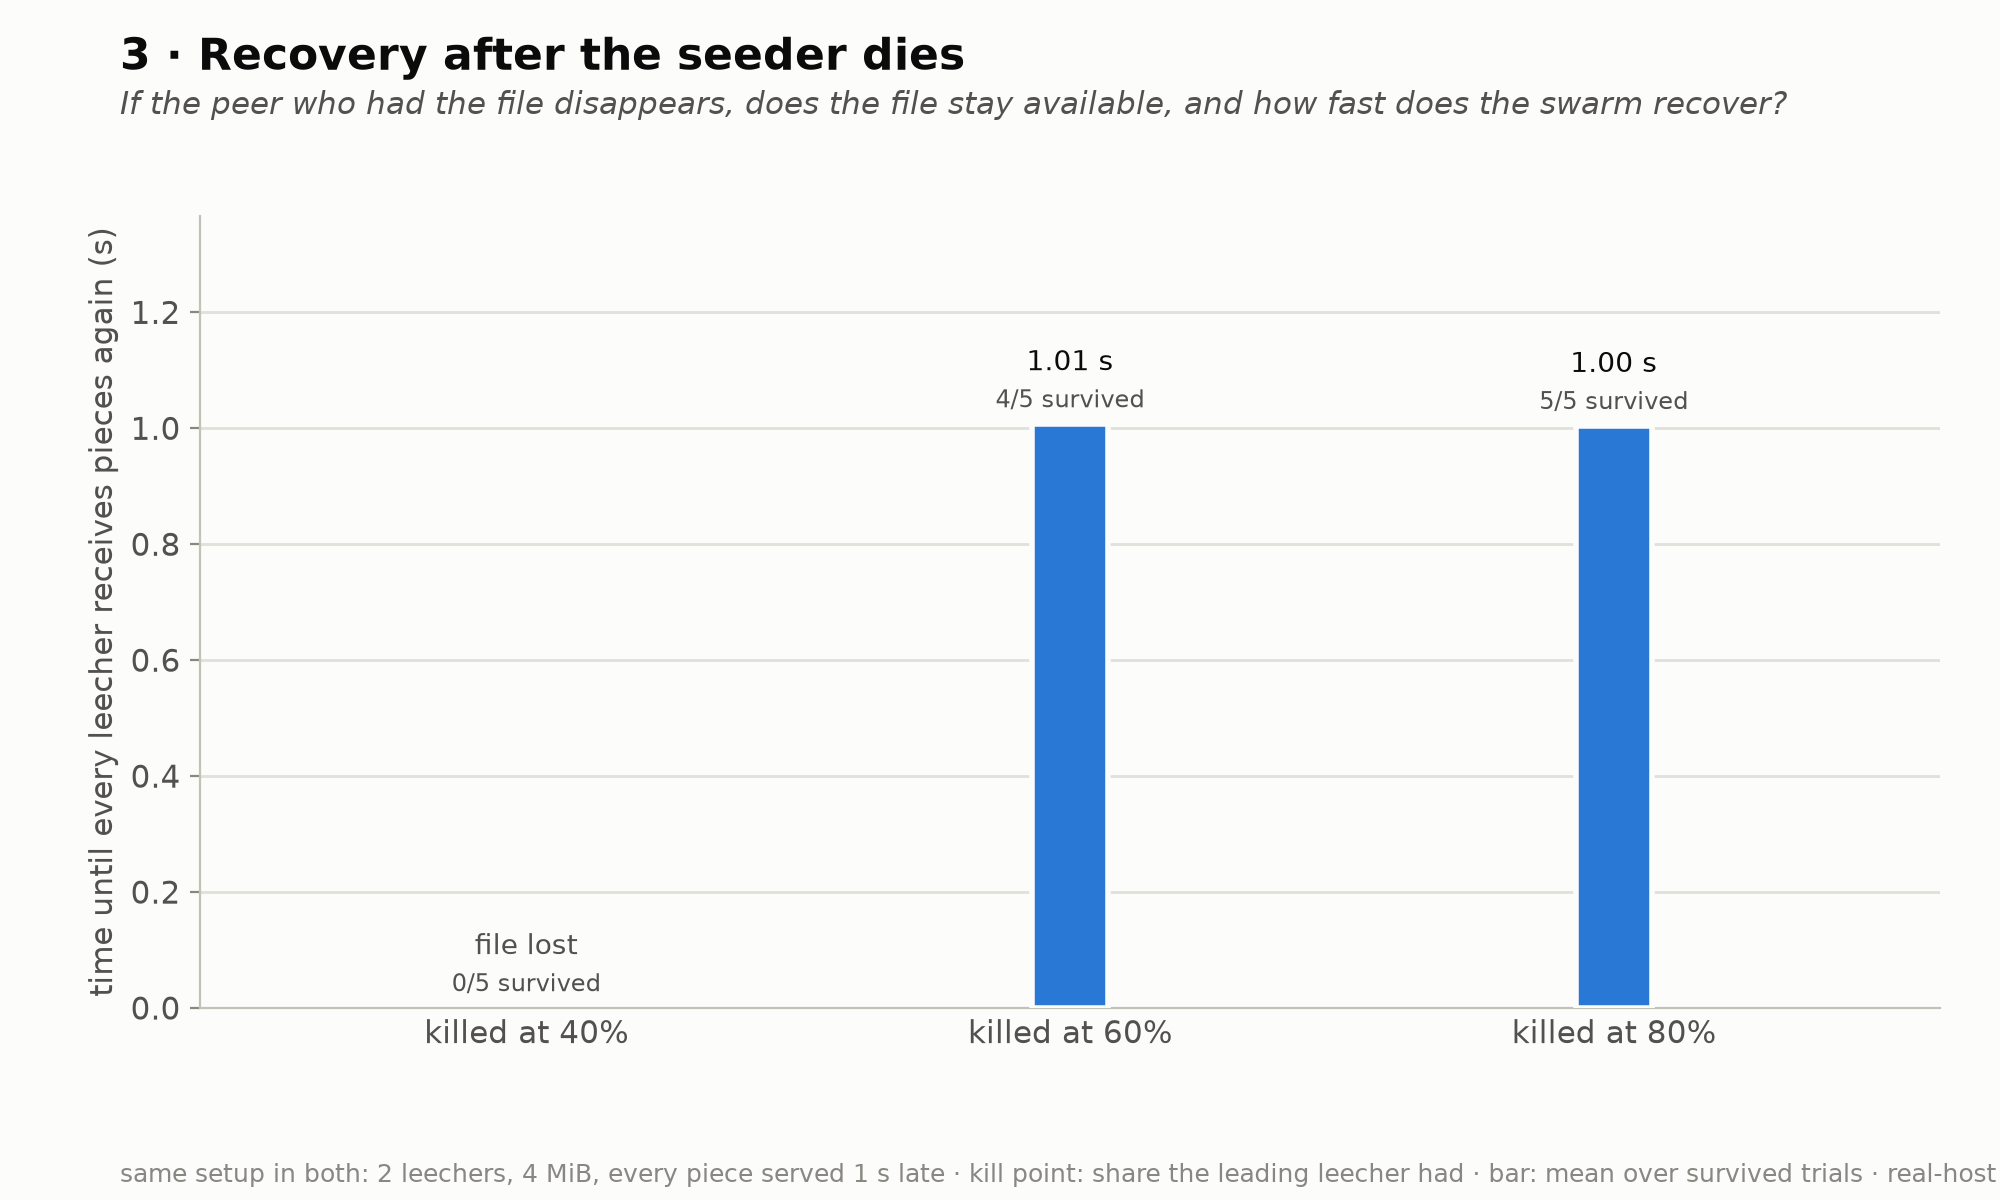 3 · Recovery after the seeder dies
If the peer who had the file disappears, does the file stay available, and how fast does the swarm recover?
time until every leecher receives pieces again (s)
1.2
1.0
0.8
0.6
0.4
0.2
0.0
1.01 s
4/5 survived
1.00 s
5/5 survived
file lost
0/5 survived
killed at 40%
killed at 60%
killed at 80%
same setup in both: 2 leechers, 4 MiB, every piece served 1 s late · kill point: share the leading leecher had · bar: mean over survived trials · real-host